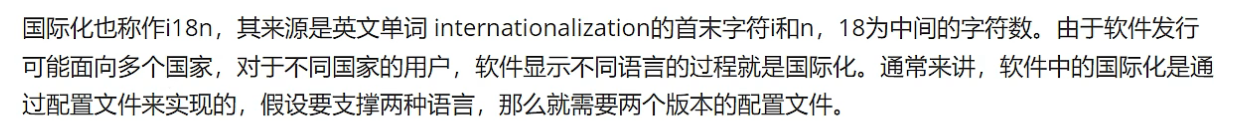 国际化也称作i18n，其来源是英文单词 internationalization的首末字符i和n，18为中间的字符数。由于软件发行
可能面向多个国家，对于不同国家的用户，软件显示不同语言的过程就是国际化。通常来讲，软件中的国际化是通
过配置文件来实现的，假设要支撑两种语言，那么就需要两个版本的配置文件。